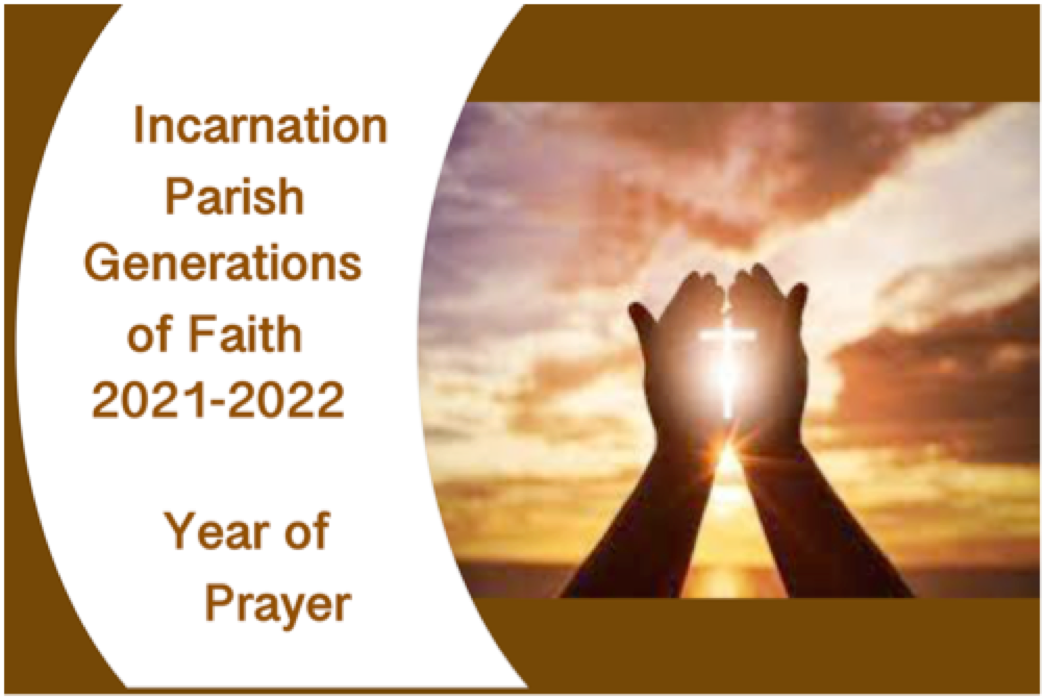 Incarnation
Parish
Generations
of Faith
2021-2022
Year of
Prayer